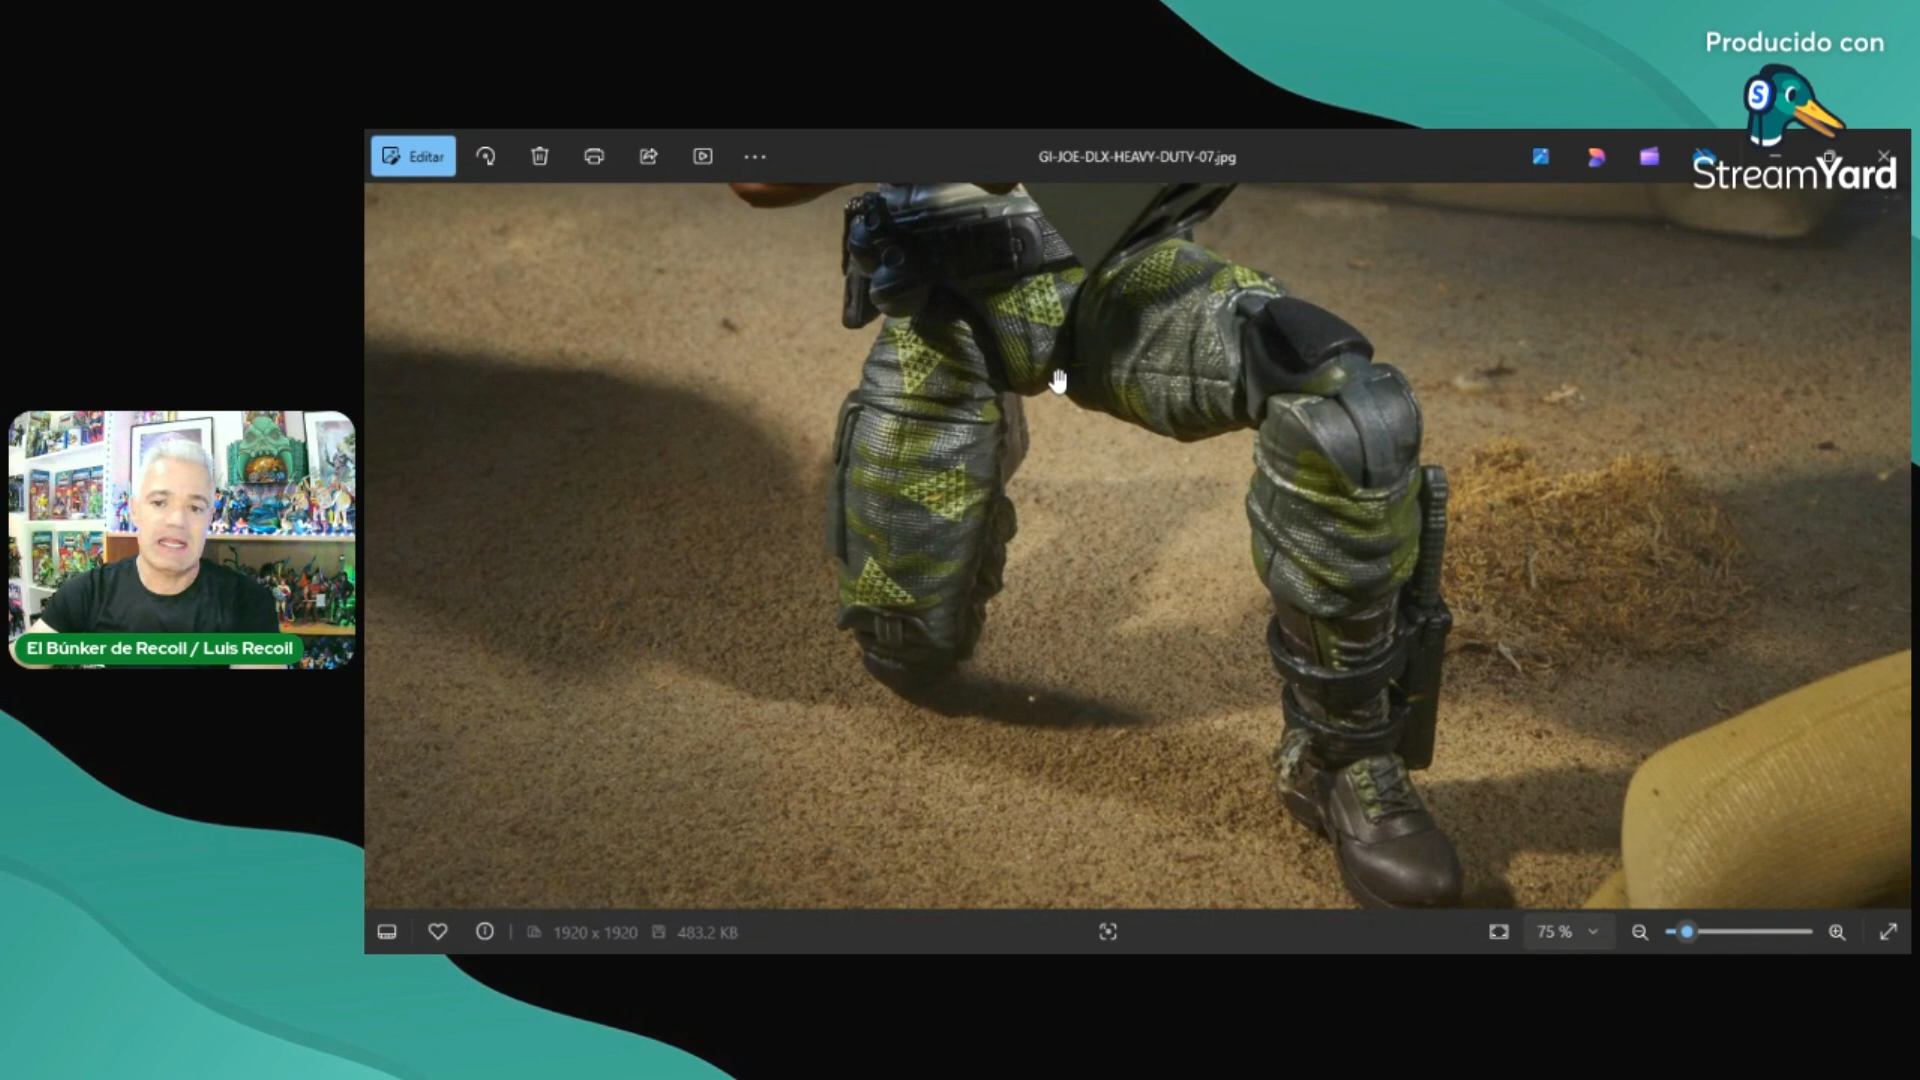 Producido con
StreamYard
Editar
GI-JOE-DLX-HEAVY-DUTY-07.jpg
El Búnker de Recoil / Luis Recoil
1920 x 1920
483.2 KB
75 %